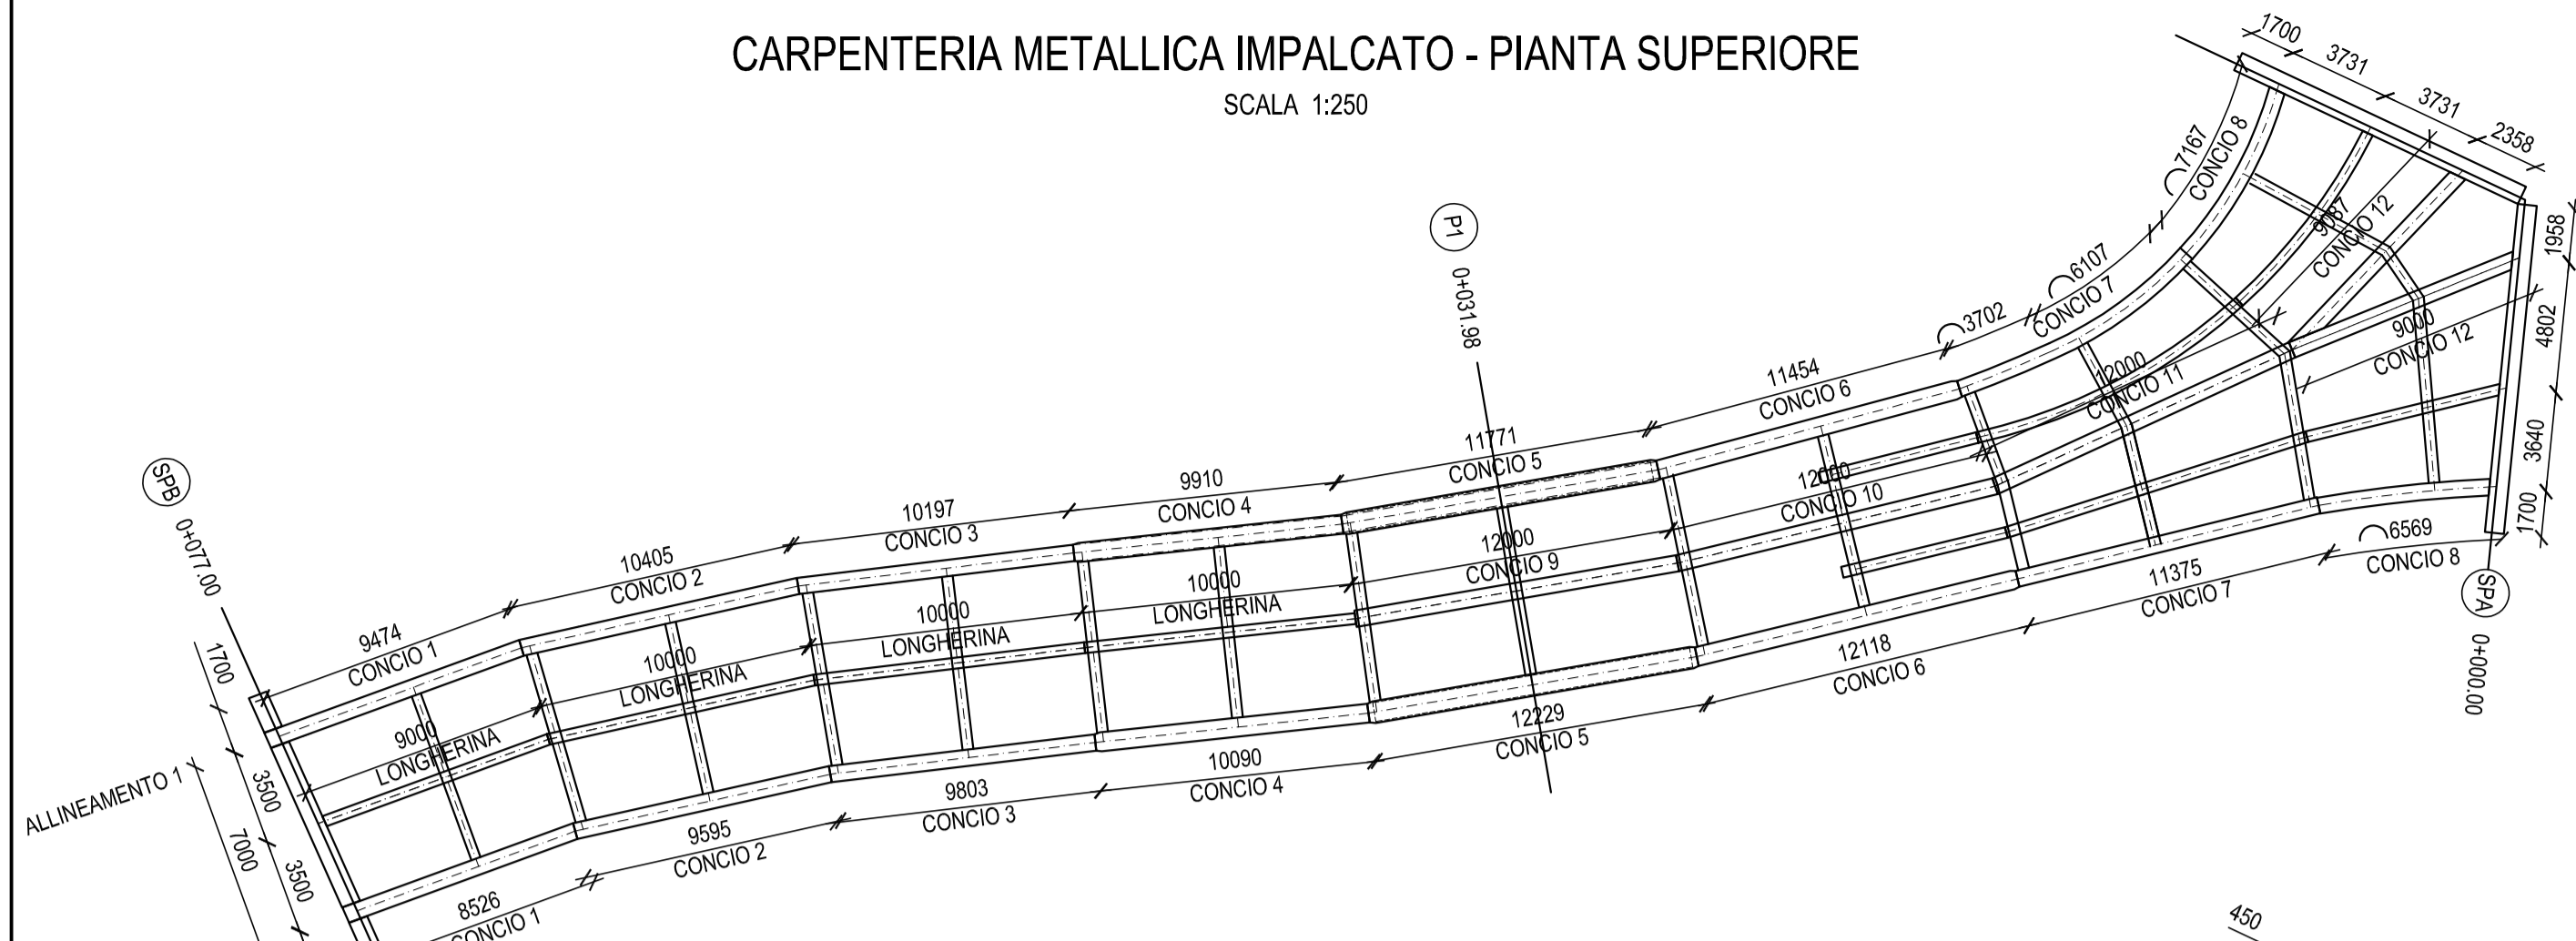 CARPENTERIA METALLICA IMPALCATO - PIANTA SUPERIORE
SCALA 1:250
1700
3731
3731
2358
7167
CONCIO 8
9087
CONCIO 12
1958
4802
3640
1700
9000
CONCIO 12
6107
CONCIO 7
3702
12000
CONCIO 11
P1
0+031.98
11454
CONCIO 6
11771
CONCIO 5
9910
CONCIO 4
10197
CONCIO 3
10405
CONCIO 2
9474
CONCIO 1
SPB
0+077.00
12000
CONCIO 10
12000
CONCIO 9
10000
LONGHERINA
10000
LONGHERINA
10000
LONGHERINA
9000
LONGHERINA
6569
CONCIO 8
SPA
0+000.00
11375
CONCIO 7
12118
CONCIO 6
12229
CONCIO 5
10090
CONCIO 4
9803
CONCIO 3
9595
CONCIO 2
8526
CONCIO 1
1700
3500
3500
7000
ALLINEAMENTO 1
450